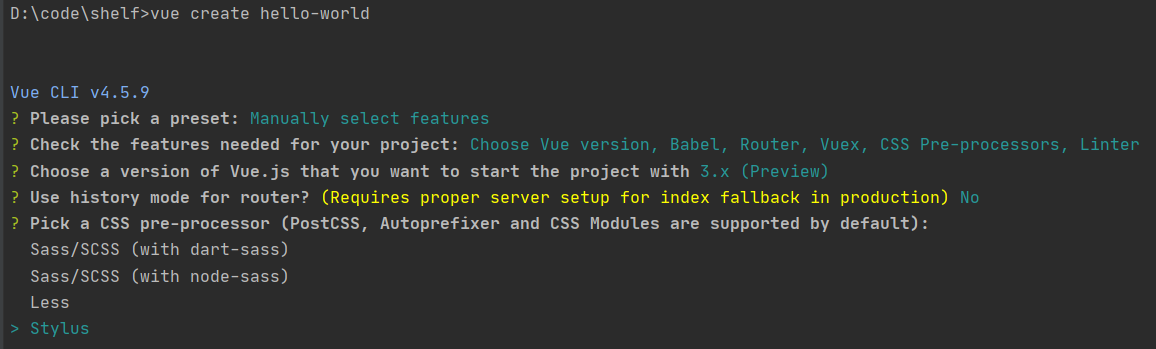 D:\code\shelf>vue create hello-world
Vue CLI v4.5.9
? Please pick a preset: Manually select features
? Check the features needed for your project: Choose Vue version, Babel, Router, Vuex, CSS Pre-processors, Linter
? Choose a version of Vue.js that you want to start the project with 3.x (Preview)
? Use history mode for router? (Requires proper server setup for index fallback in production) No
? Pick a CSS pre-processor (PostCSS, Autoprefixer and CSS Modules are supported by default):
  Sass/SCSS (with dart-sass)
  Sass/SCSS (with node-sass)
  Less
> Stylus